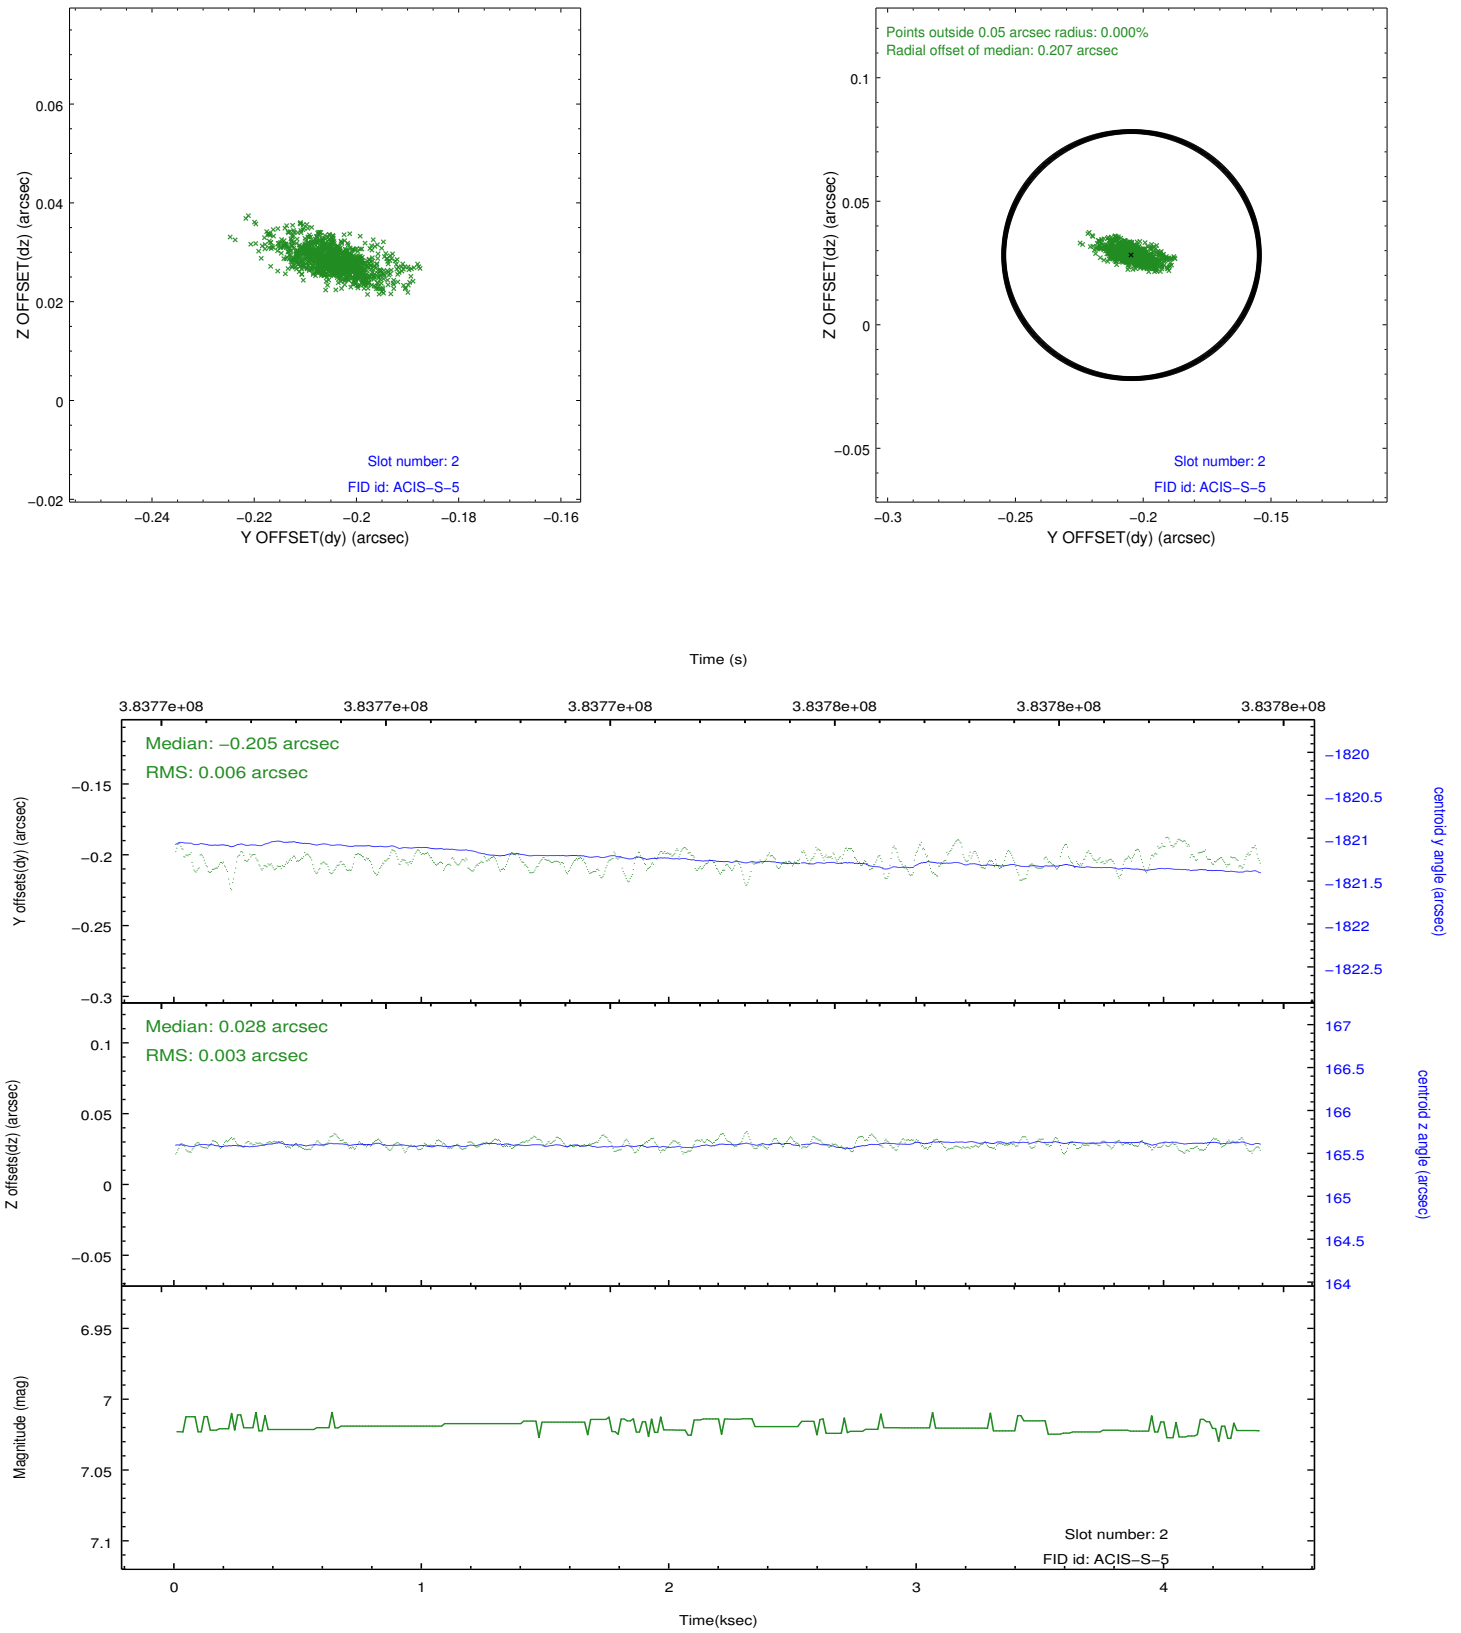 0.06
0.04
0.02
0
−0.02
Z OFFSET(dz) (arcsec)
Slot number: 2
FID id: ACIS−S−5
−0.24
−0.22
−0.2
−0.18
−0.16
Y OFFSET(dy) (arcsec)
Points outside 0.05 arcsec radius: 0.000%
Radial offset of median: 0.207 arcsec
0.1
0.05
0
−0.05
Z OFFSET(dz) (arcsec)
Slot number: 2
FID id: ACIS−S−5
−0.3
−0.25
−0.2
−0.15
Y OFFSET(dy) (arcsec)
Time (s)
3.8377e+08
3.8377e+08
3.8377e+08
3.8378e+08
3.8378e+08
3.8378e+08
Median: −0.205 arcsec
RMS: 0.006 arcsec
−0.15
−0.2
−0.25
−0.3
Y offsets(dy) (arcsec)
−1820
−1820.5
−1821
−1821.5
−1822
−1822.5
centroid y angle (arcsec)
Median: 0.028 arcsec
RMS: 0.003 arcsec
0.1
0.05
0
−0.05
Z offsets(dz) (arcsec)
167
166.5
166
165.5
165
164.5
164
centroid z angle (arcsec)
6.95
7
7.05
7.1
Magnitude (mag)
Slot number: 2
FID id: ACIS−S−5
0
1
2
3
4
Time(ksec)